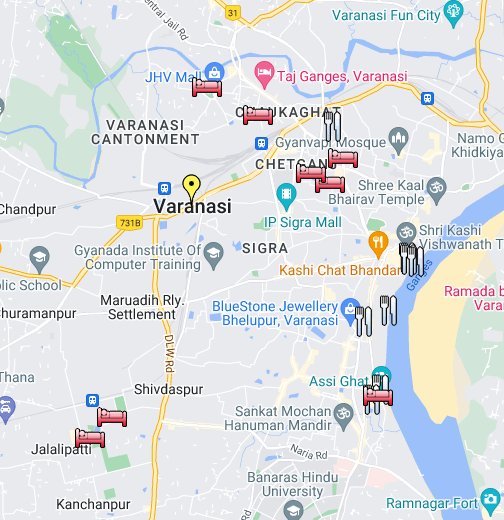 Central Jail Rd
31
Varanasi Fun City
JHV Mall
Taj Ganges, Varanasi
VARANASI
CANTONMENT
Gyanvapi Mosque
Namo G
Khidkiya
Shree Kaal
Bhairav Temple
Chandpur
Varanasi
731B
IP Sigra Mall
Shri Kashi
Vishwanath T
Gyanada Institute Of
Computer Training
SIGRA
Kashi Chat Bhandar
blic School
Ganges
Ramada b
Varan
Maruadih Rly.
Settlement
BlueStone Jewellery
Bhelupur, Varanasi
huramanpur
DLW Rd
Thana
Shivdaspur
Assi Ghat
Sankat Mochan
Hanuman Mandir
Jalalipatti
Naria Rd
Banaras Hindu
University
Kanchanpur
Ramnagar Fort